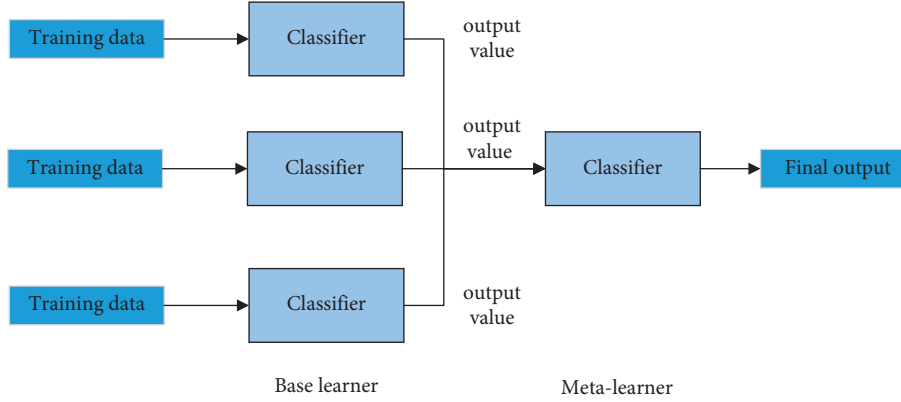 Training data
Classifier
output
value
Training data
Classifier
output
value
Classifier
Final output
Training data
Classifier
output
value
Base learner
Meta-learner